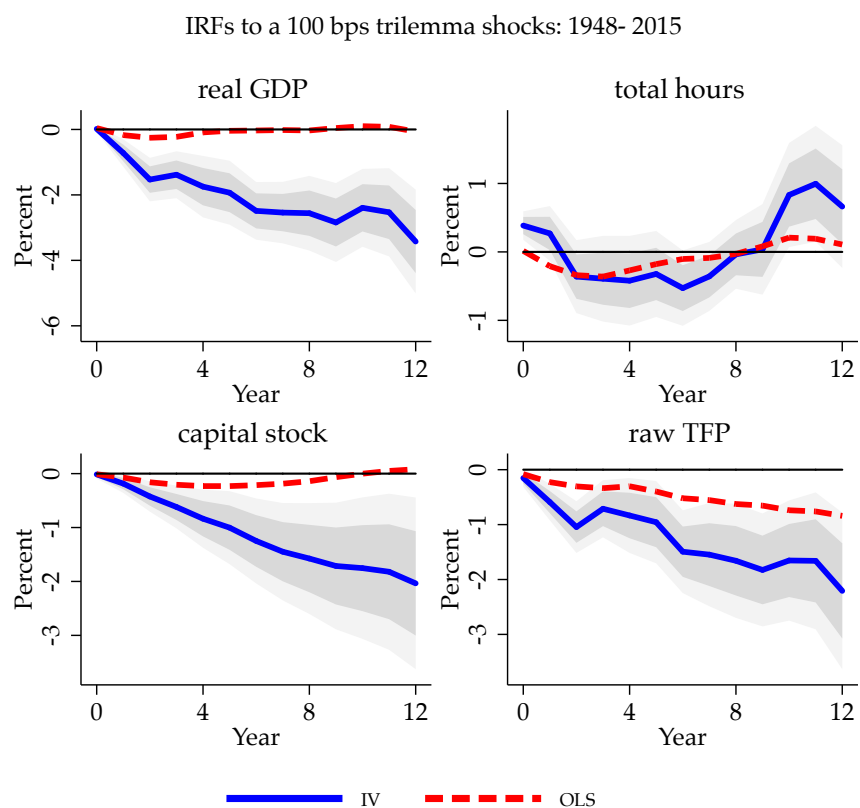 IRFs to a 100 bps trilemma shocks: 1948- 2015
real GDP
Percent
0
-2
-4
-6
0 4 8 12
Year
total hours
Percent
1
0
-1
0 4 8 12
Year
capital stock
Percent
0
-1
-2
-3
0 4 8 12
Year
raw TFP
Percent
0
-1
-2
-3
0 4 8 12
Year
IV OLS